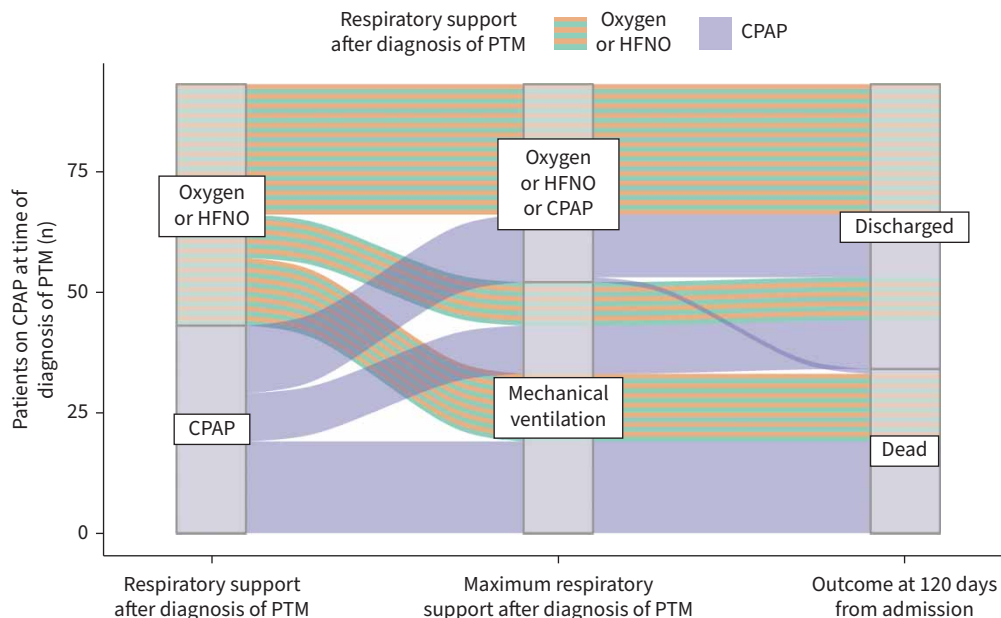 Respiratory support
after diagnosis of PTM
Oxygen
or HFNO
CPAP
Patients on CPAP at time of
diagnosis of PTM (n)
75
50
25
0
Oxygen
or HFNO
CPAP
Oxygen
or HFNO
or CPAP
Mechanical
ventilation
Discharged
Dead
Respiratory support
after diagnosis of PTM
Maximum respiratory
support after diagnosis of PTM
Outcome at 120 days
from admission